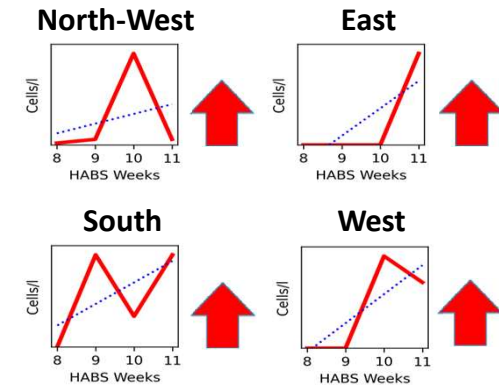 North-West
Cells/l
8 9 10 11
HABS Weeks
East
Cells/l
8 9 10 11
HABS Weeks
South
Cells/l
8 9 10 11
HABS Weeks
West
Cells/l
8 9 10 11
HABS Weeks